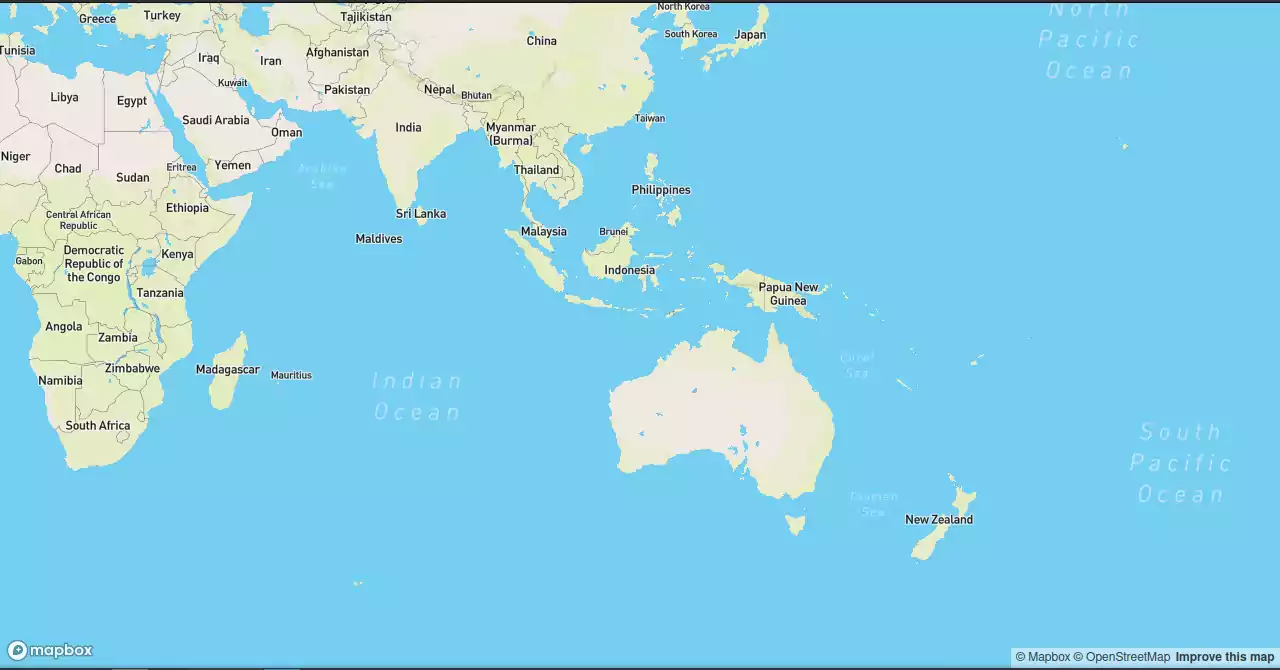 North Korea
Greece
Turkey
Tajikistan
North
South Korea
Japan
Pacific
Ocean
China
Tunisia
Afghanistan
Iraq
Iran
Kuwait
Pakistan
Nepal
Bhutan
Libya
Egypt
Saudi Arabia
Oman
India
Myanmar
(Burma)
Taiwan
Niger
Chad
Sudan
Eritrea
Yemen
Arabian
Sea
Thailand
Philippines
Ethiopia
Central African
Republic
Sri Lanka
Maldives
Malaysia
Brunei
Gabon
Democratic
Republic of
the Congo
Kenya
Indonesia
Tanzania
Papua New
Guinea
Angola
Zambia
Zimbabwe
Madagascar
Mauritius
Coral
Sea
Namibia
Indian
Ocean
South Africa
South
Pacific
Ocean
Tasman
Sea
New Zealand
mapbox
© Mapbox © OpenStreetMap Improve this map